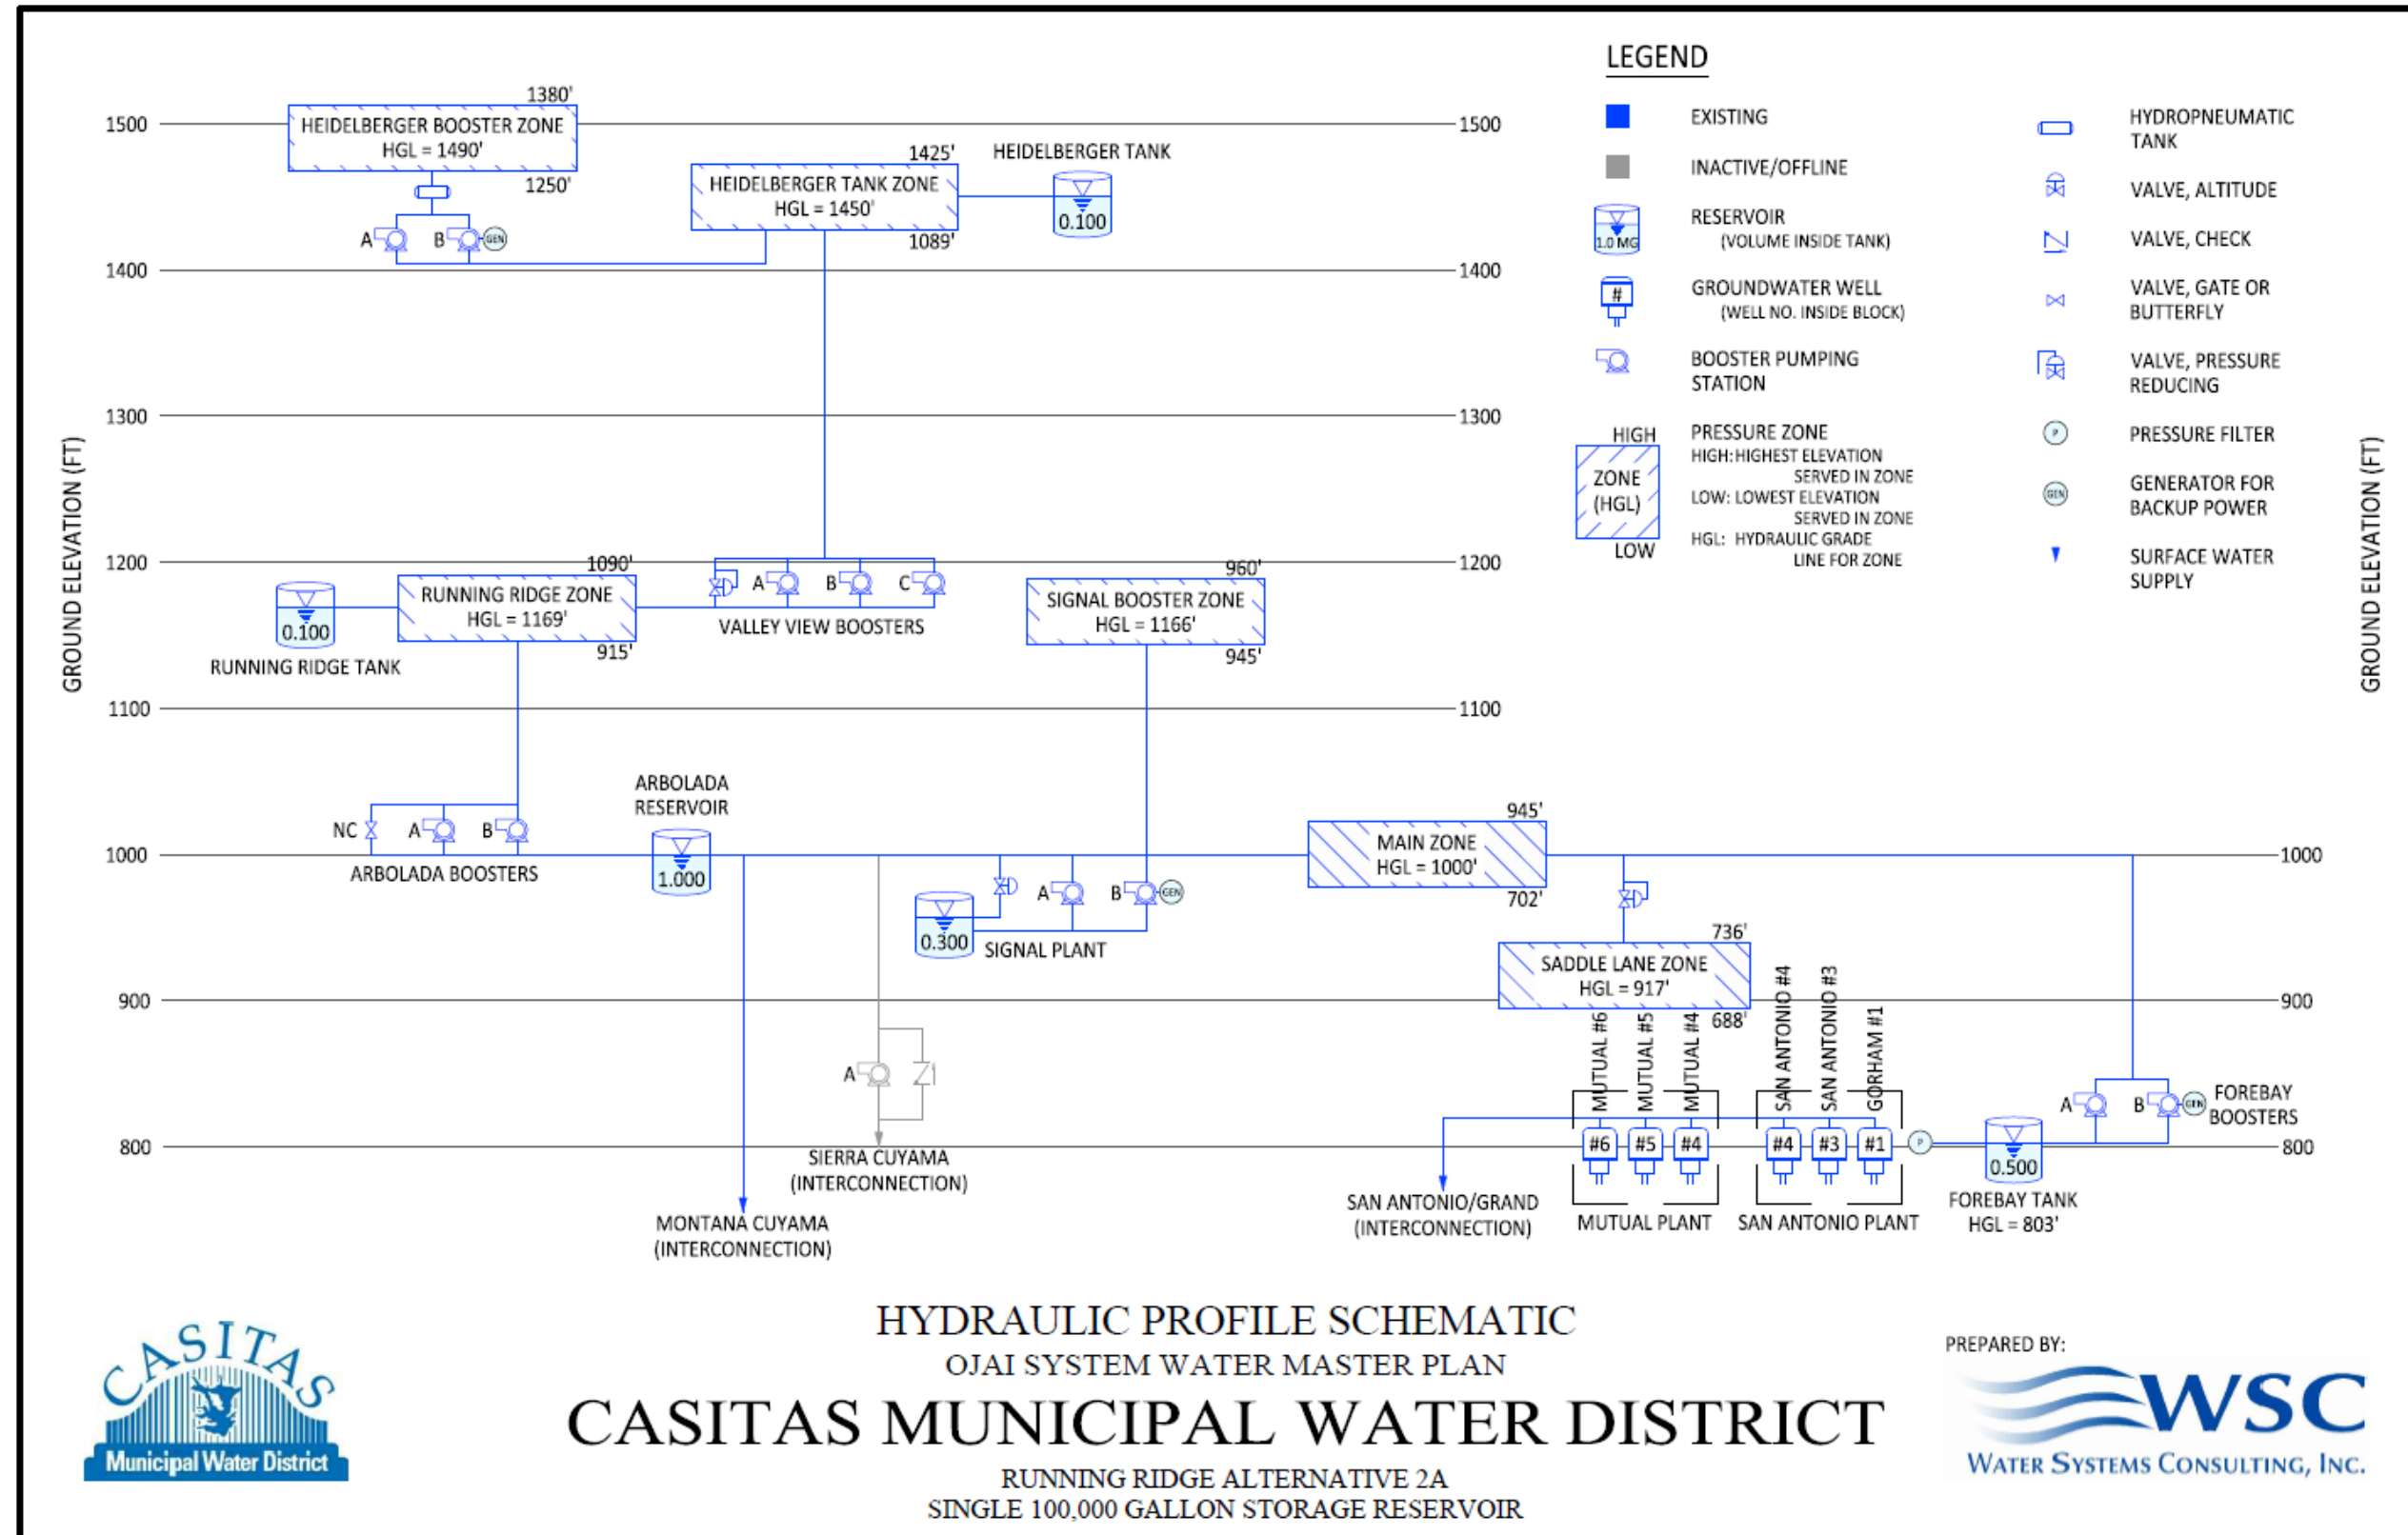 1380'
1500
HEIDELBERGER BOOSTER ZONE
HGL = 1490'
1250'
A
B
GEN
1425'
HEIDELBERGER TANK ZONE
HGL = 1450'
1089'
HEIDELBERGER TANK
0.100
1500
1400
1400
1300
1300
GROUND ELEVATION (FT)
1200
1200
1090'
RUNNING RIDGE ZONE
HGL = 1169'
915'
0.100
RUNNING RIDGE TANK
A
B
C
VALLEY VIEW BOOSTERS
960'
SIGNAL BOOSTER ZONE
HGL = 1166'
945'
1100
1100
ARBOLADA
RESERVOIR
1.000
NC
A
B
ARBOLADA BOOSTERS
1000
1000
945'
MAIN ZONE
HGL = 1000'
702'
A
B
GEN
0.300
SIGNAL PLANT
736'
SADDLE LANE ZONE
HGL = 917'
688'
900
900
A
SIERRA CUYAMA
(INTERCONNECTION)
MONTANA CUYAMA
(INTERCONNECTION)
800
800
MUTUAL #6
MUTUAL #5
MUTUAL #4
SAN ANTONIO #4
SAN ANTONIO #3
GORHAM #1
#6
#5
#4
#4
#3
#1
P
SAN ANTONIO/GRAND
(INTERCONNECTION)
MUTUAL PLANT
SAN ANTONIO PLANT
A
B
GEN
FOREBAY
BOOSTERS
0.500
FOREBAY TANK
HGL = 803'
LEGEND
EXISTING
INACTIVE/OFFLINE
1.0 MG
RESERVOIR
(VOLUME INSIDE TANK)
#
GROUNDWATER WELL
(WELL NO. INSIDE BLOCK)
BOOSTER PUMPING
STATION
HIGH
ZONE
(HGL)
LOW
PRESSURE ZONE
HIGH: HIGHEST ELEVATION
SERVED IN ZONE
LOW: LOWEST ELEVATION
SERVED IN ZONE
HGL: HYDRAULIC GRADE
LINE FOR ZONE
HYDROPNEUMATIC
TANK
VALVE, ALTITUDE
VALVE, CHECK
VALVE, GATE OR
BUTTERFLY
VALVE, PRESSURE
REDUCING
P
PRESSURE FILTER
GEN
GENERATOR FOR
BACKUP POWER
SURFACE WATER
SUPPLY
GROUND ELEVATION (FT)
CASITAS
Municipal Water District
HYDRAULIC PROFILE SCHEMATIC
OJAI SYSTEM WATER MASTER PLAN
CASITAS MUNICIPAL WATER DISTRICT
RUNNING RIDGE ALTERNATIVE 2A
SINGLE 100,000 GALLON STORAGE RESERVOIR
PREPARED BY:
WSC
WATER SYSTEMS CONSULTING, INC.